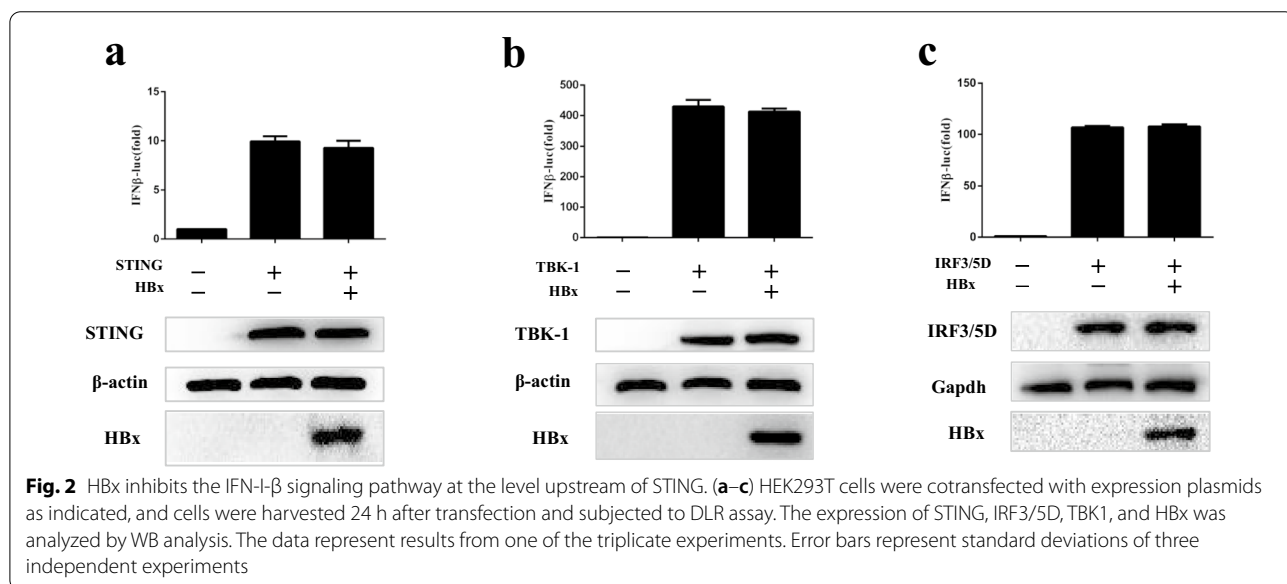 a
15
10
5
0
IFNβ-luc(fold)
STING − + +
HBx − − +
STING
β-actin
HBx
b
500
400
300
200
100
0
IFNβ-luc(fold)
TBK-1 − + +
HBx − − +
TBK-1
β-actin
HBx
c
150
100
50
0
IFNβ-luc(fold)
IRF3/5D − + +
HBx − − +
IRF3/5D
Gapdh
HBx
Fig. 2 HBx inhibits the IFN-I-β signaling pathway at the level upstream of STING. (a–c) HEK293T cells were cotransfected with expression plasmids
as indicated, and cells were harvested 24 h after transfection and subjected to DLR assay. The expression of STING, IRF3/5D, TBK1, and HBx was
analyzed by WB analysis. The data represent results from one of the triplicate experiments. Error bars represent standard deviations of three
independent experiments